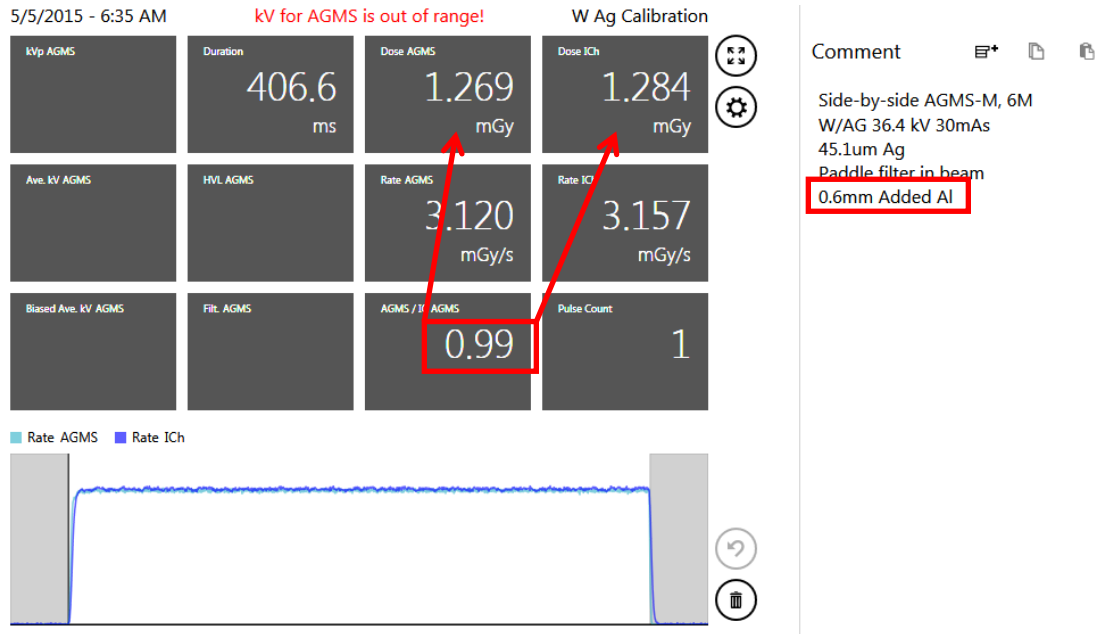 5/5/2015 - 6:35 AM
kV for AGMS is out of range!
W Ag Calibration
kVp AGMS
Duration
406.6
ms
Dose AGMS
1.269
mGy
Dose ICh
1.284
mGy
Ave. kV AGMS
HVL AGMS
Rate AGMS
3.120
mGy/s
Rate ICh
3.157
mGy/s
Biased Ave. kV AGMS
Filt. AGMS
AGMS / AGMS
0.99
Pulse Count
1
Rate AGMS
Rate ICh
Comment
Side-by-side AGMS-M, 6M
W/AG 36.4 kV 30mAs
45.1um Ag
Paddle filter in beam
0.6mm Added Al